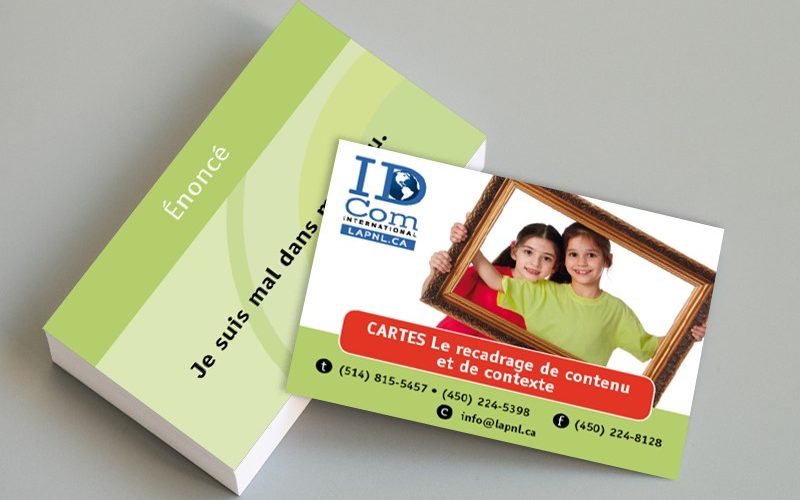 Énoncé
Je suis mal dans
ID
Com
INTERNATIONAL
LAPNL.CA
CARTES Le recadrage de contenu
et de contexte
t (514) 815-5457 • (450) 224-5398
f (450) 224-8128
c info@lapnl.ca